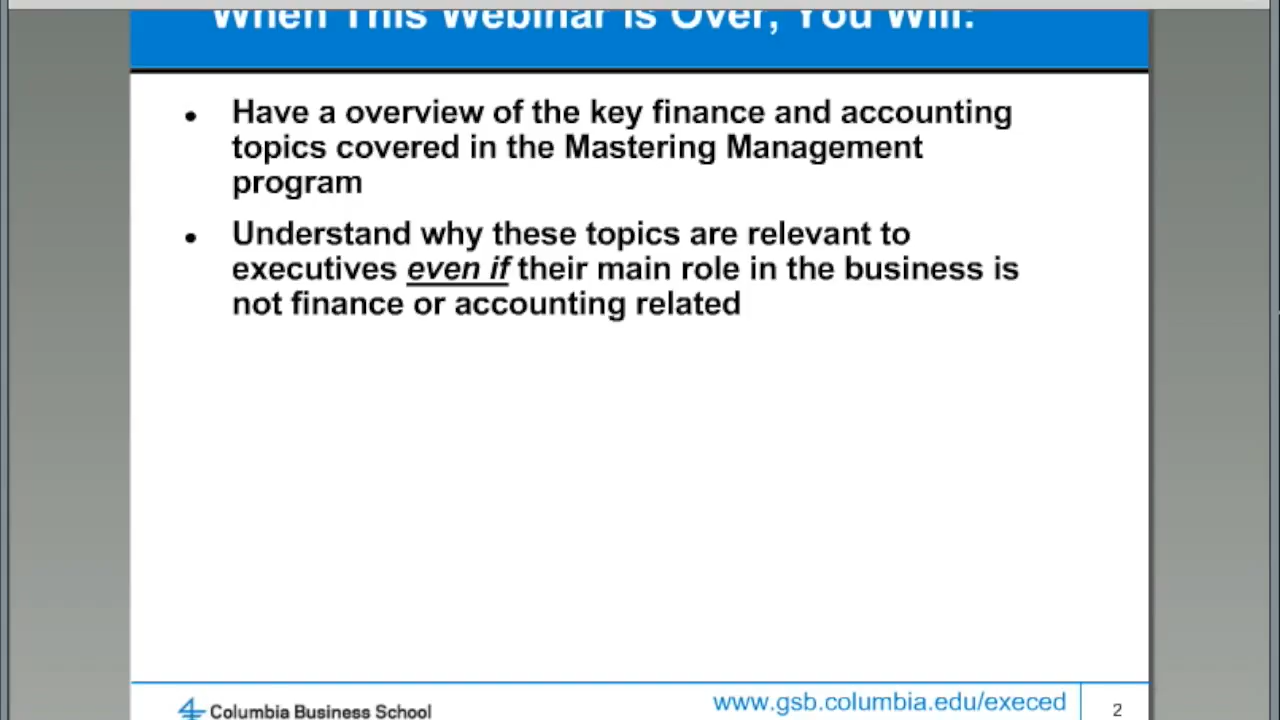 When This Webinar is Over, You Will:
• Have a overview of the key finance and accounting
topics covered in the Mastering Management
program
• Understand why these topics are relevant to
executives even if their main role in the business is
not finance or accounting related
Columbia Business School
www.gsb.columbia.edu/execed
2